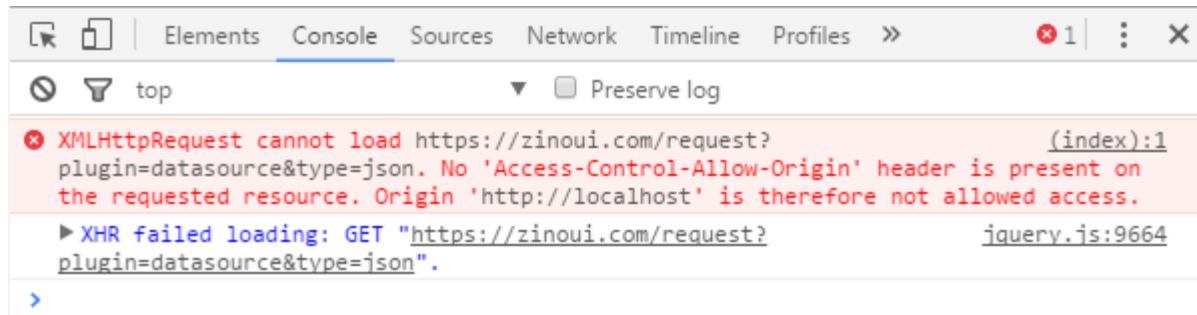 Elements Console Sources Network Timeline Profiles » 1
top ▼ Preserve log
XMLHttpRequest cannot load https://zinoui.com/request? (index):1
plugin=datasource&type=json. No 'Access-Control-Allow-Origin' header is present on
the requested resource. Origin 'http://localhost' is therefore not allowed access.
▶ XHR failed loading: GET "https://zinoui.com/request? jquery.js:9664
plugin=datasource&type=json".
>